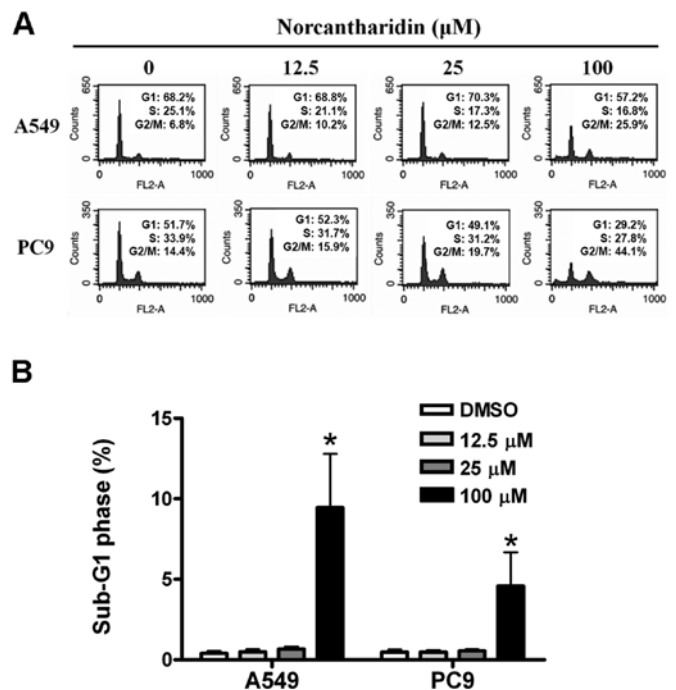 A
Norcantharidin (μM)
0 12.5 25 100
A549
650
Counts
0
G1: 68.2%
S: 25.1%
G2/M: 6.8%
0 1000
FL2-A
650
Counts
0
G1: 68.8%
S: 21.1%
G2/M: 10.2%
0 1000
FL2-A
650
Counts
0
G1: 70.3%
S: 17.3%
G2/M: 12.5%
0 1000
FL2-A
650
Counts
0
G1: 57.2%
S: 16.8%
G2/M: 25.9%
0 1000
FL2-A
PC9
350
Counts
0
G1: 51.7%
S: 33.9%
G2/M: 14.4%
0 1000
FL2-A
350
Counts
0
G1: 52.3%
S: 31.7%
G2/M: 15.9%
0 1000
FL2-A
350
Counts
0
G1: 49.1%
S: 31.2%
G2/M: 19.7%
0 1000
FL2-A
350
Counts
0
G1: 29.2%
S: 27.8%
G2/M: 44.1%
0 1000
FL2-A
B
Sub-G1 phase (%)
15
10
5
0
*
*
DMSO
12.5 μM
25 μM
100 μM
A549 PC9